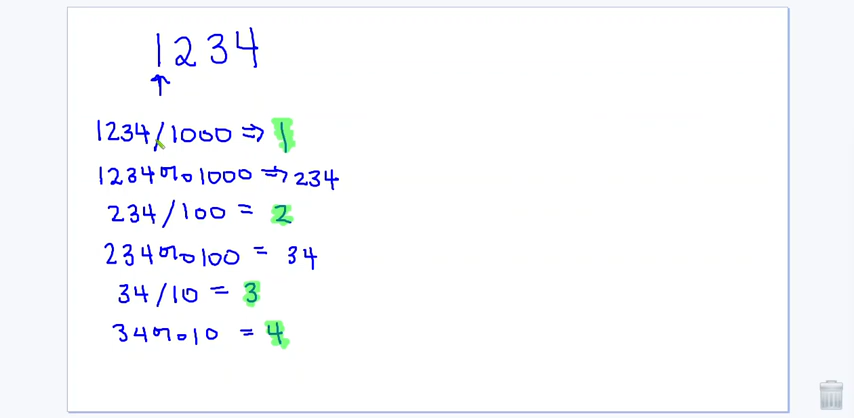 1234
1234/1000 ⇒ 1
1234%1000 ⇒ 234
234/100 = 2
234%100 = 34
34/10 = 3
34%10 = 4